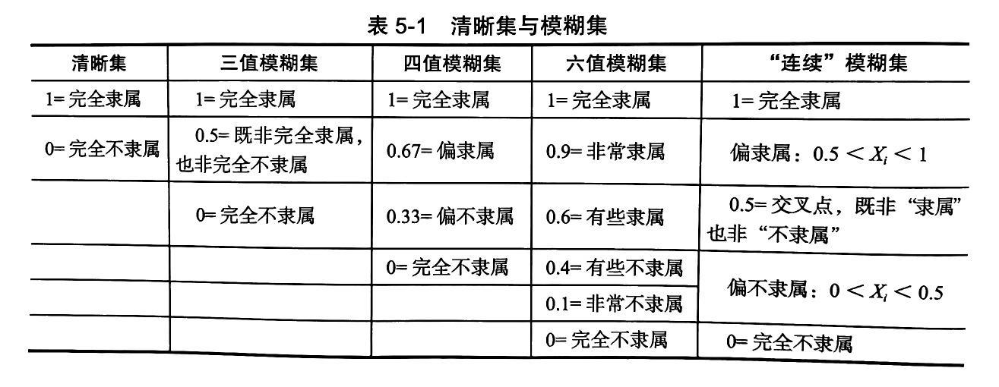 表 5-1 清晰集与模糊集
清晰集 三值模糊集 四值模糊集 六值模糊集 “连续”模糊集
1=完全隶属 1=完全隶属 1=完全隶属 1=完全隶属 1=完全隶属
0=完全不隶属 0.5=既非完全隶属，
也非完全不隶属 0.67=偏隶属 0.9=非常隶属 偏隶属：0.5 < Xi < 1
0=完全不隶属 0.33=偏不隶属 0.6=有些隶属 0.5=交叉点，既非“隶属”
也非“不隶属”
0=完全不隶属 0.4=有些不隶属 偏不隶属：0 < Xi < 0.5
0.1=非常不隶属
0=完全不隶属 0=完全不隶属